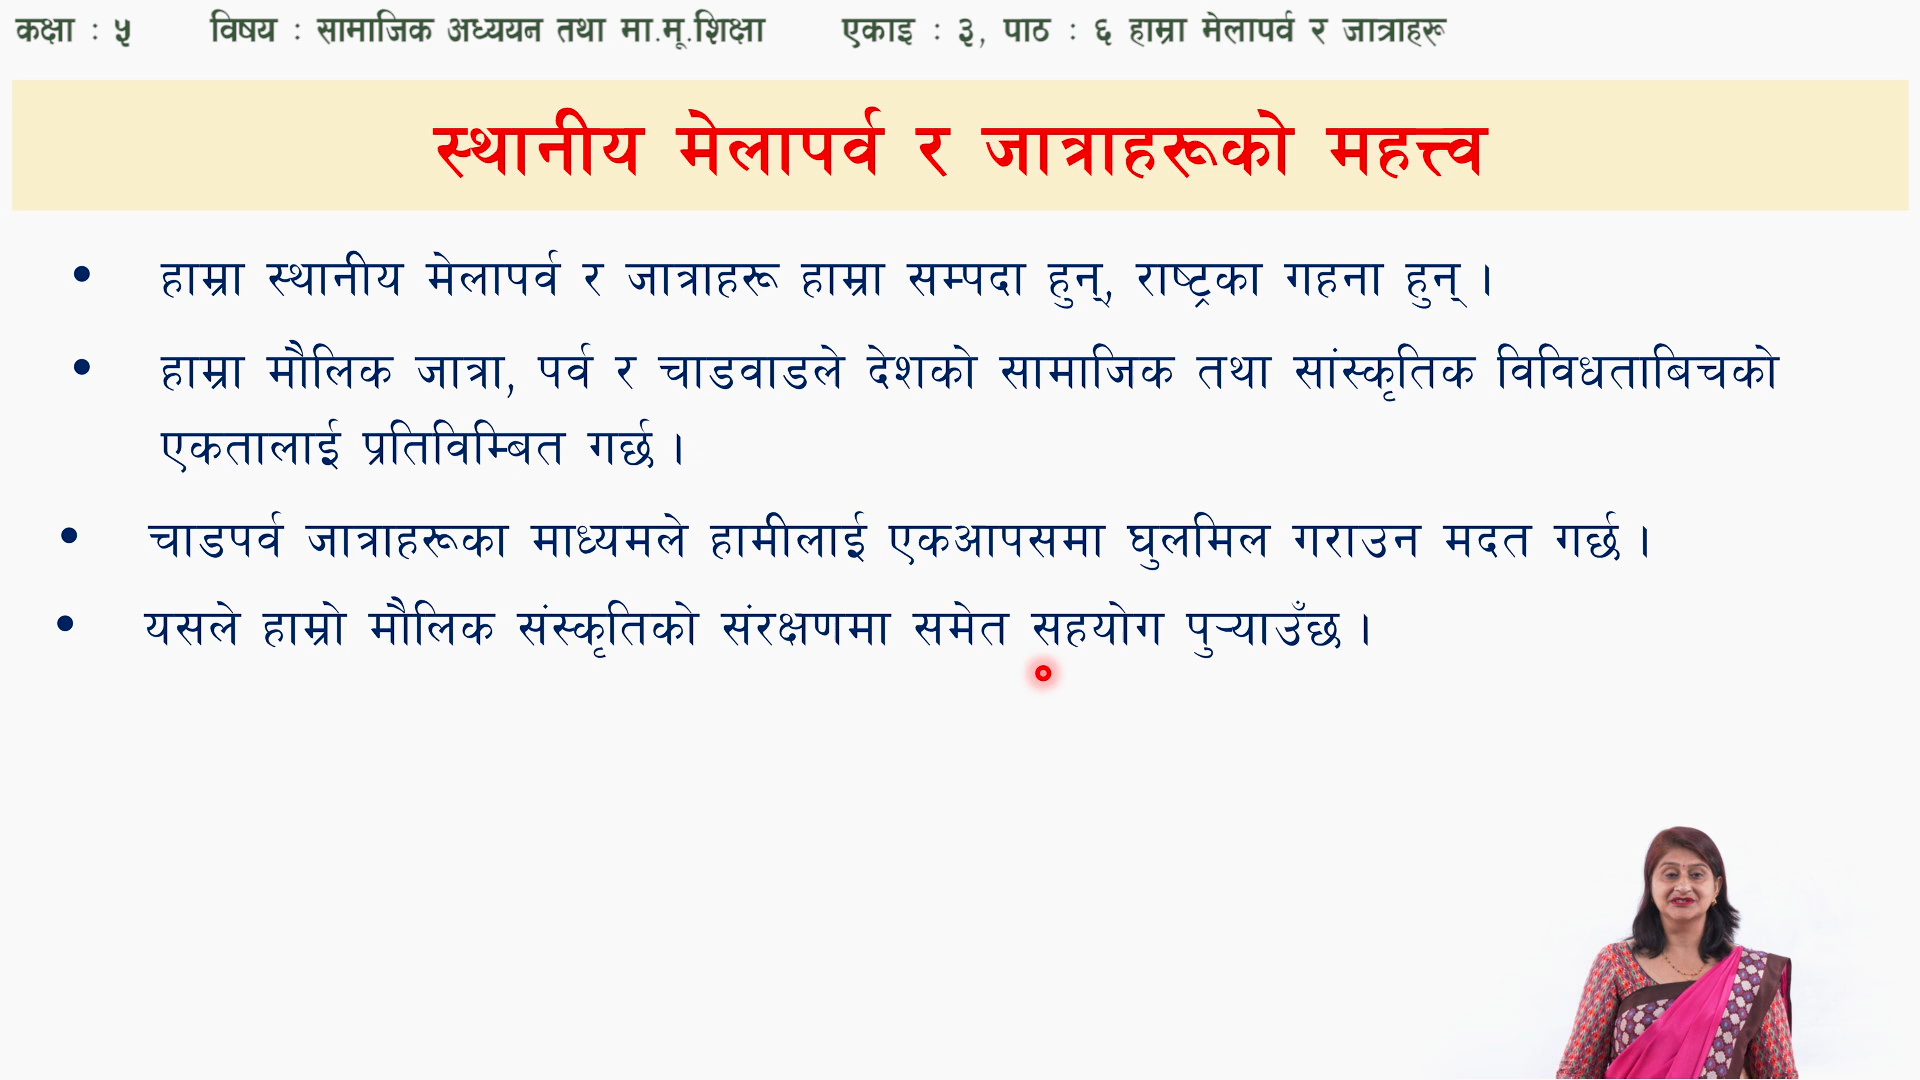 कक्षा : ५ विषय : सामाजिक अध्ययन तथा मा.मू.शिक्षा एकाइ : ३, पाठ : ६ हाम्रा मेलापर्व र जात्राहरू
स्थानीय मेलापर्व र जात्राहरूको महत्त्व
• हाम्रा स्थानीय मेलापर्व र जात्राहरू हाम्रा सम्पदा हुन्, राष्ट्रका गहना हुन् ।
• हाम्रा मौलिक जात्रा, पर्व र चाडवाडले देशको सामाजिक तथा सांस्कृतिक विविधताबिचको
एकतालाई प्रतिविम्बित गर्छ ।
• चाडपर्व जात्राहरूका माध्यमले हामीलाई एकआपसमा घुलमिल गराउन मदत गर्छ ।
• यसले हाम्रो मौलिक संस्कृतिको संरक्षणमा समेत सहयोग पुऱ्याउँछ ।